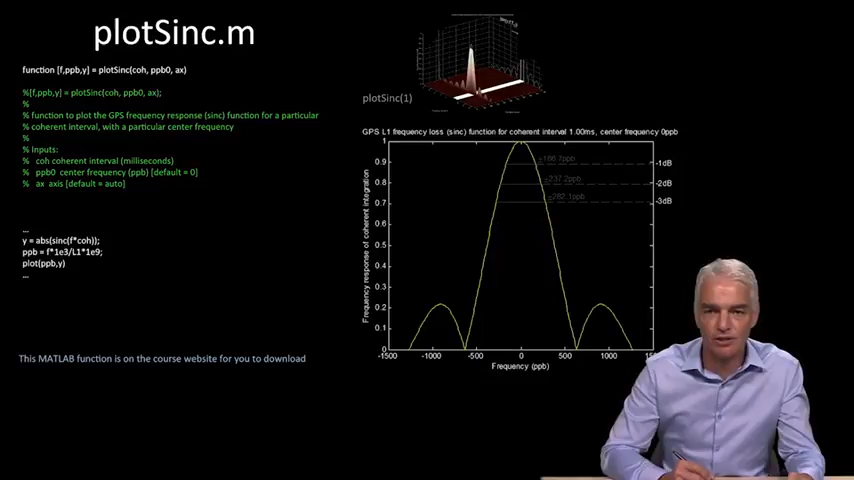 plotSinc.m
function [f,ppb,y] = plotSinc(coh, ppb0, ax)
%[f,ppb,y] = plotSinc(coh, ppb0, ax);
%
% function to plot the GPS frequency response (sinc) function for a particular
% coherent interval, with a particular center frequency
%
% Inputs:
% coh coherent interval (milliseconds)
% ppb0 center frequency (ppb) [default = 0]
% ax axis [default = auto]
...
y = abs(sinc(f*coh));
ppb = f*1e3/L1*1e9;
plot(ppb,y)
...
This MATLAB function is on the course website for you to download
plotSinc(1)
GPS L1 frequency loss (sinc) function for coherent interval 1.00ms, center frequency 0ppb
Frequency response of coherent integration
1
0.9
0.8
0.7
0.6
0.5
0.4
0.3
0.2
0.1
0
±166.7ppb
-1dB
±237.2ppb
-2dB
±282.1ppb
-3dB
-1500
-1000
-500
0
500
1000
Frequency (ppb)